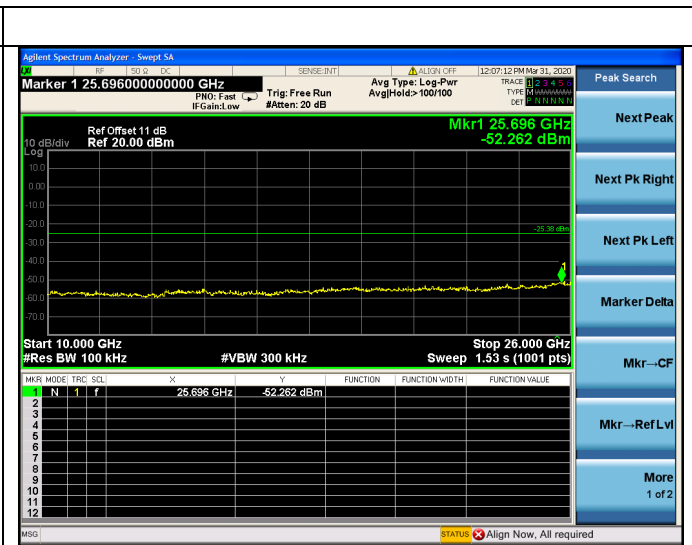 Agilent Spectrum Analyzer - Swept SA
RF 50 Ω DC SENSE:INT ALIGN OFF 12:07:12 PM Mar 31, 2020
Marker 1 25.696000000000 GHz
PNO: Fast Trig: Free Run Avg Type: Log-Pwr TRACE 1 2 3 4 5 6
IFGain:Low #Atten: 20 dB Avg|Hold:>100/100 TYPE M
DET P N N N N N
Peak Search
Next Peak
Next Pk Right
Next Pk Left
Marker Delta
Mkr→CF
Mkr→Ref Lvl
More
1 of 2
Mkr1 25.696 GHz
-52.262 dBm
Ref Offset 11 dB
10 dB/div Ref 20.00 dBm
Log
10.0
0.00
-10.0
-20.0
-25.38 dBm
-30.0
-40.0
-50.0
1
-60.0
-70.0
Start 10.000 GHz Stop 26.000 GHz
#Res BW 100 kHz #VBW 300 kHz Sweep 1.53 s (1001 pts)
MKR MODE TRC SCL X Y FUNCTION FUNCTION WIDTH FUNCTION VALUE
1 N 1 f 25.696 GHz -52.262 dBm
2
3
4
5
6
7
8
9
10
11
12
MSG STATUS Align Now, All required